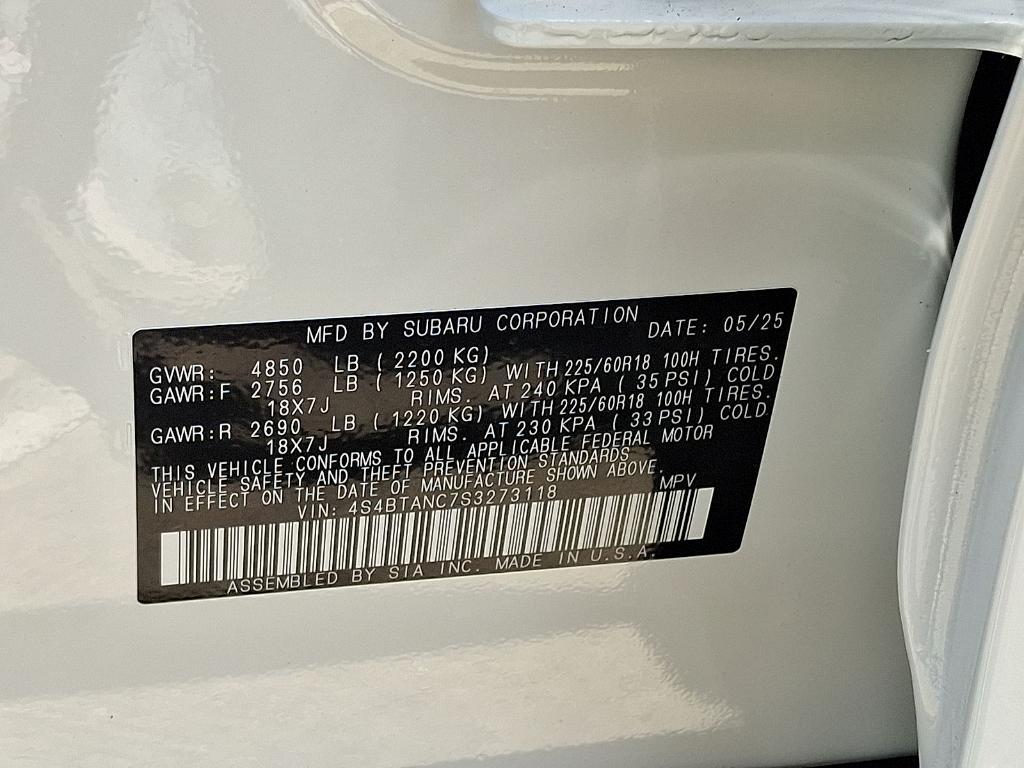 MFD BY SUBARU CORPORATION DATE: 05/25
GVWR: 4850 LB (2200 KG)
GAWR:F 2756 LB (1250 KG) WITH 225/60R18 100H TIRES.
18X7J RIMS. AT 240 KPA (35 PSI) COLD
GAWR:R 2690 LB (1220 KG) WITH 225/60R18 100H TIRES.
18X7J RIMS. AT 230 KPA (33 PSI) COLD.
THIS VEHICLE CONFORMS TO ALL APPLICABLE FEDERAL MOTOR
VEHICLE SAFETY AND THEFT PREVENTION STANDARDS
IN EFFECT ON THE DATE OF MANUFACTURE SHOWN ABOVE.
VIN: 4S4BTANC7S3273118 MPV
ASSEMBLED BY SIA INC. MADE IN U.S.A.